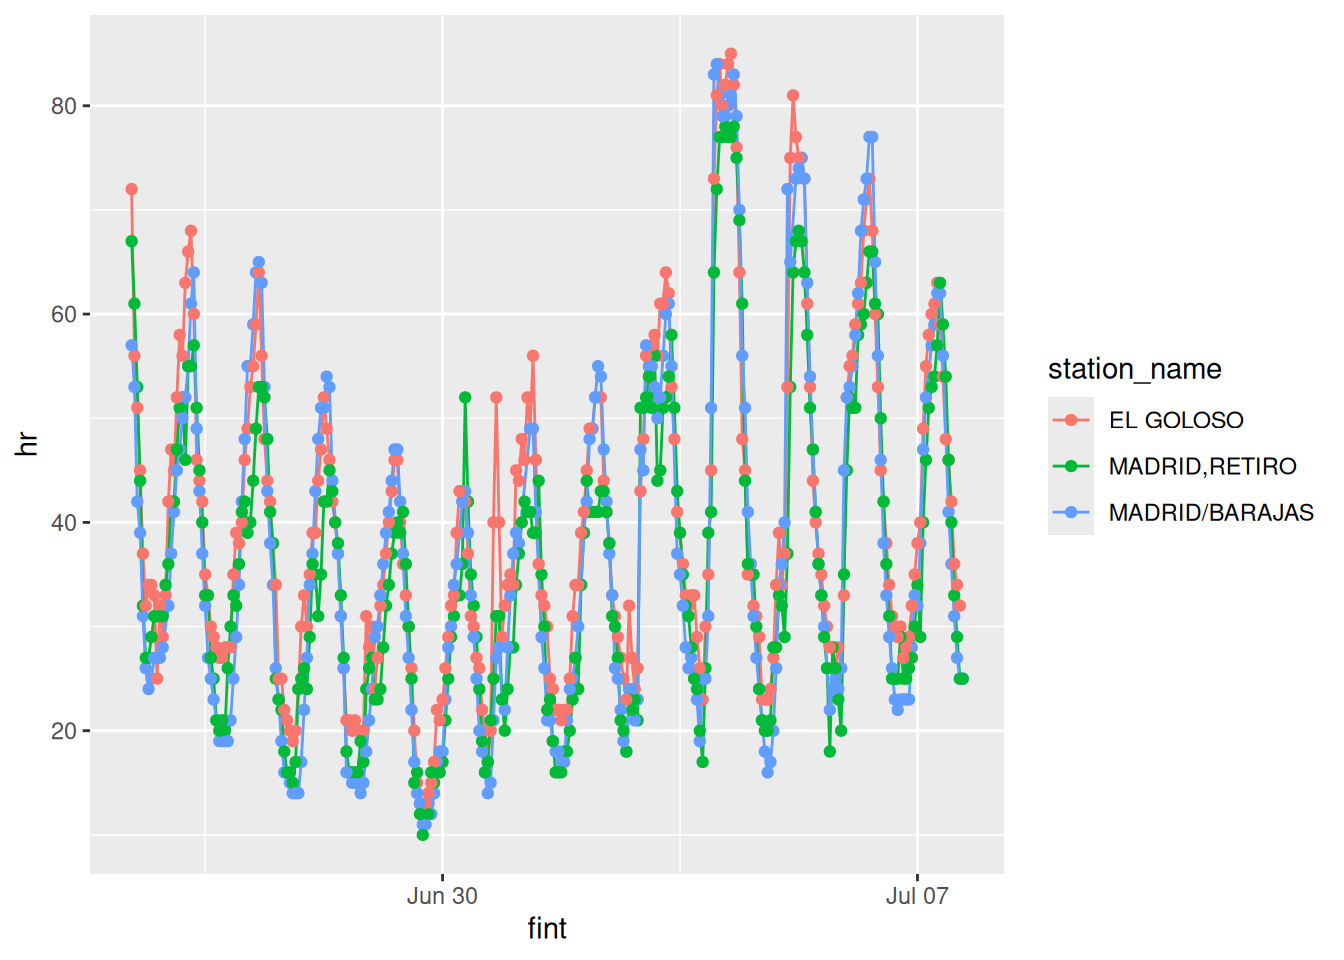 80
60
40
20
hr
Jun 30
Jul 07
fint
station_name
EL GOLOSO
MADRID,RETIRO
MADRID/BARAJAS